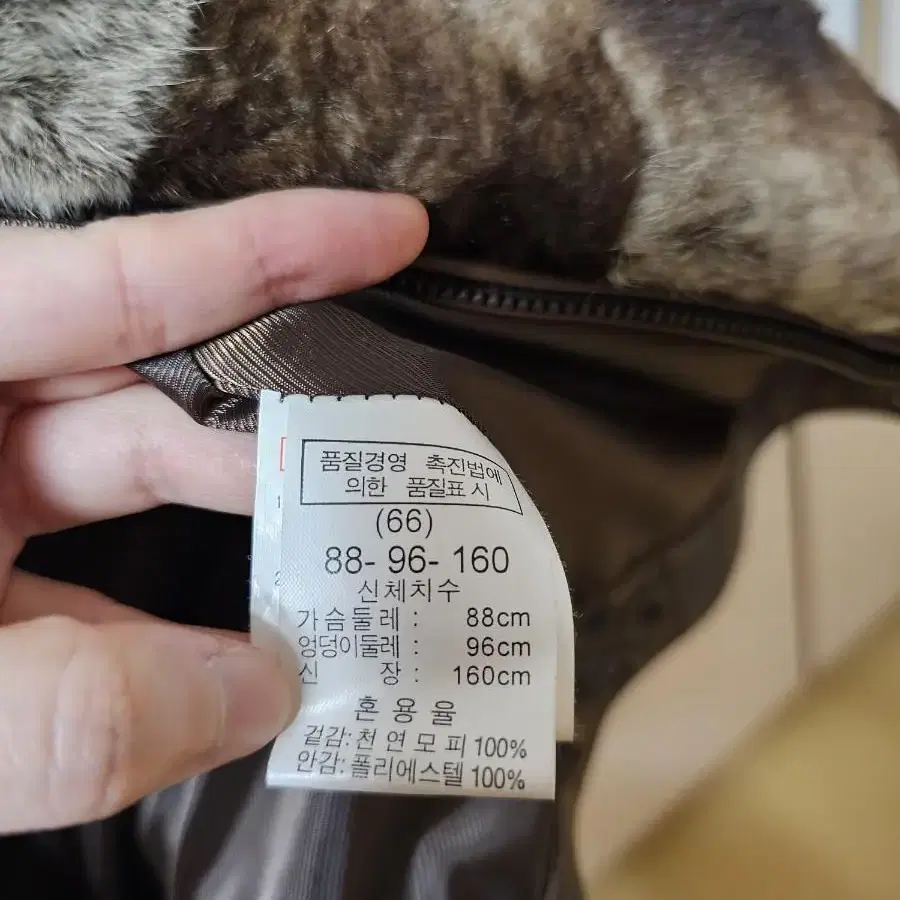 품질경영 촉진법에
의한 품질표시
(66)
88- 96- 160
신체치수
가슴둘레 : 88cm
엉덩이둘레 : 96cm
신 장 : 160cm
혼용율
겉감: 천연모피 100%
안감: 폴리에스텔 100%